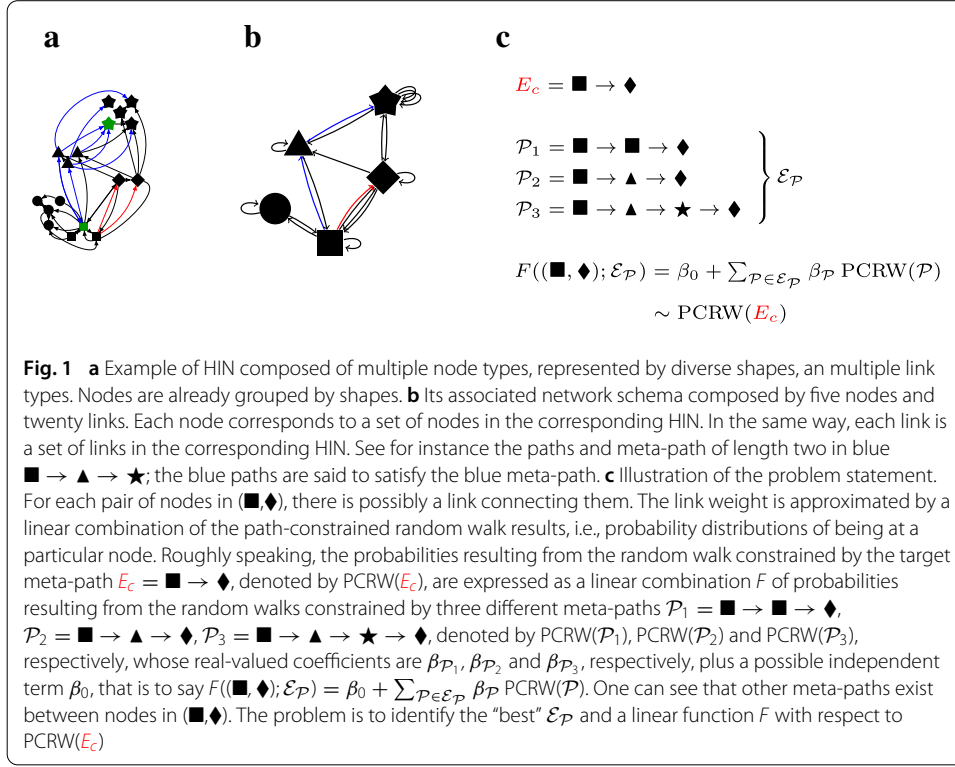 a b c
E_c = ■ → ♦
P_1 = ■ → ■ → ♦
P_2 = ■ → ▲ → ♦
P_3 = ■ → ▲ → ★ → ♦
ℰ_P
F((■, ♦); ℰ_P) = β_0 + ∑_{P∈ℰ_P} β_P PCRW(P)
∼ PCRW(E_c)
Fig. 1 a Example of HIN composed of multiple node types, represented by diverse shapes, an multiple link
types. Nodes are already grouped by shapes. b Its associated network schema composed by five nodes and
twenty links. Each node corresponds to a set of nodes in the corresponding HIN. In the same way, each link is
a set of links in the corresponding HIN. See for instance the paths and meta-path of length two in blue
■ → ▲ → ★; the blue paths are said to satisfy the blue meta-path. c Illustration of the problem statement.
For each pair of nodes in (■,♦), there is possibly a link connecting them. The link weight is approximated by a
linear combination of the path-constrained random walk results, i.e., probability distributions of being at a
particular node. Roughly speaking, the probabilities resulting from the random walk constrained by the target
meta-path E_c = ■ → ♦, denoted by PCRW(E_c), are expressed as a linear combination F of probabilities
resulting from the random walks constrained by three different meta-paths P_1 = ■ → ■ → ♦,
P_2 = ■ → ▲ → ♦, P_3 = ■ → ▲ → ★ → ♦, denoted by PCRW(P_1), PCRW(P_2) and PCRW(P_3),
respectively, whose real-valued coefficients are β_{P_1}, β_{P_2} and β_{P_3}, respectively, plus a possible independent
term β_0, that is to say F((■, ♦); ℰ_P) = β_0 + ∑_{P∈ℰ_P} β_P PCRW(P). One can see that other meta-paths exist
between nodes in (■,♦). The problem is to identify the "best" ℰ_P and a linear function F with respect to
PCRW(E_c)